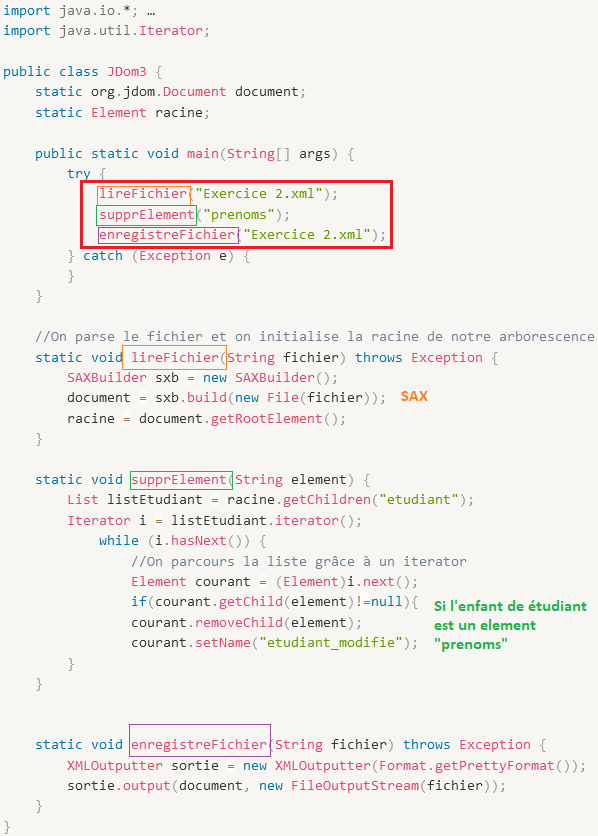 import java.io.*; …
import java.util.Iterator;

public class JDom3 {
    static org.jdom.Document document;
    static Element racine;

    public static void main(String[] args) {
        try {
            lireFichier("Exercice 2.xml");
            supprElement("prenoms");
            enregistreFichier("Exercice 2.xml");
        } catch (Exception e) {
        }
    }

    //On parse le fichier et on initialise la racine de notre arborescence
    static void lireFichier(String fichier) throws Exception {
        SAXBuilder sxb = new SAXBuilder();
        document = sxb.build(new File(fichier)); SAX
        racine = document.getRootElement();
    }

    static void supprElement(String element) {
        List listEtudiant = racine.getChildren("etudiant");
        Iterator i = listEtudiant.iterator();
            while (i.hasNext()) {
                //On parcours la liste grâce à un iterator
                Element courant = (Element)i.next();
                if(courant.getChild(element)!=null){
                courant.removeChild(element);
                courant.setName("etudiant_modifie");
        }
    }
Si l'enfant de étudiant
est un element
"prenoms"

    static void enregistreFichier(String fichier) throws Exception {
        XMLOutputter sortie = new XMLOutputter(Format.getPrettyFormat());
        sortie.output(document, new FileOutputStream(fichier));
    }
}